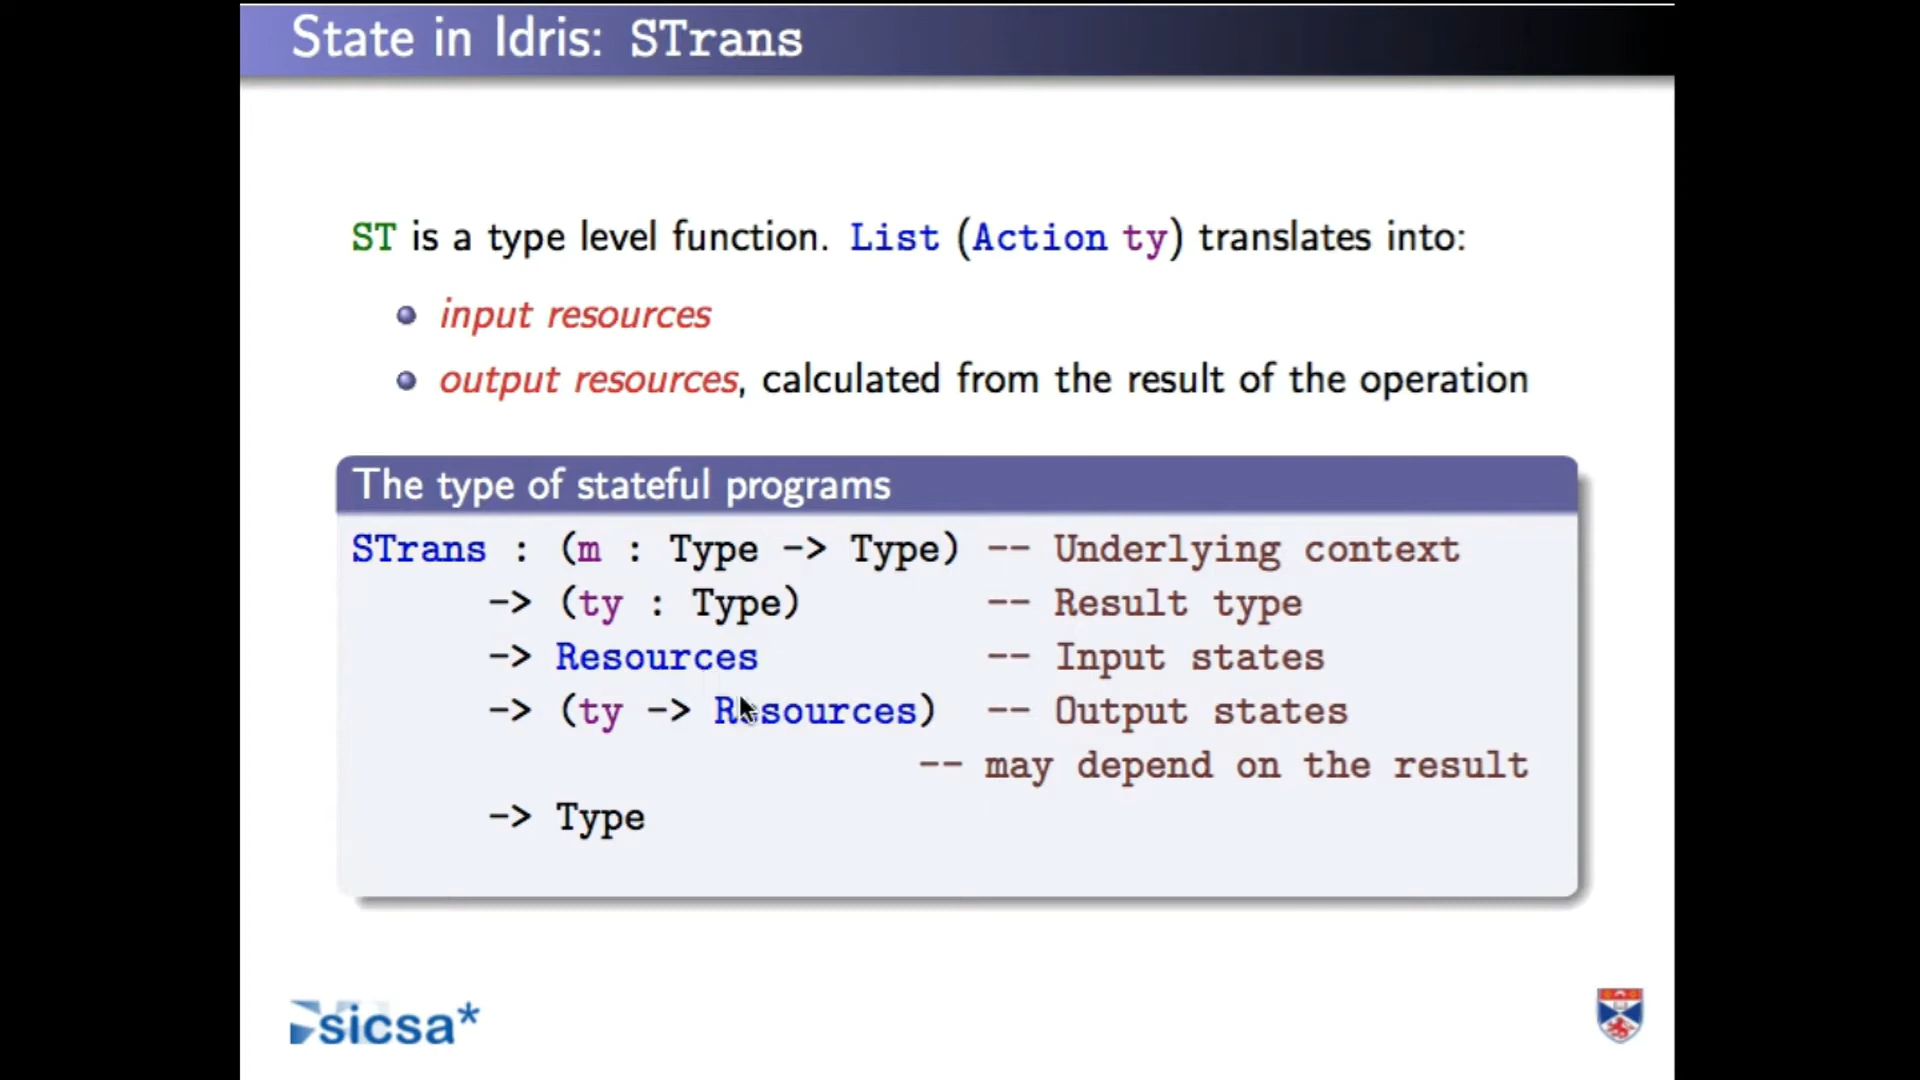 State in Idris: STrans
ST is a type level function. List (Action ty) translates into:
input resources
output resources, calculated from the result of the operation
The type of stateful programs
STrans : (m : Type -> Type) -- Underlying context
-> (ty : Type) -- Result type
-> Resources -- Input states
-> (ty -> Resources) -- Output states
-- may depend on the result
-> Type
sicsa*